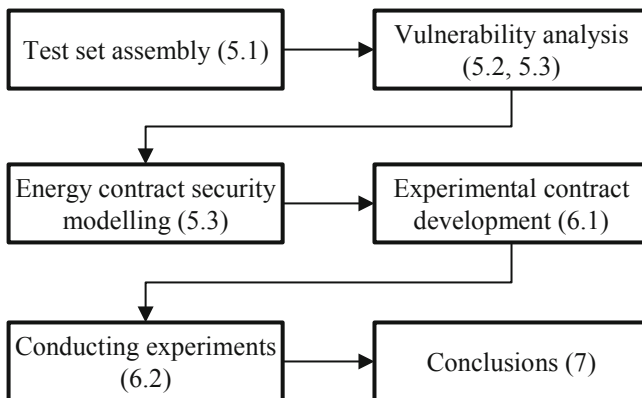 Test set assembly (5.1)
Vulnerability analysis
(5.2, 5.3)
Energy contract security
modelling (5.3)
Experimental contract
development (6.1)
Conducting experiments
(6.2)
Conclusions (7)